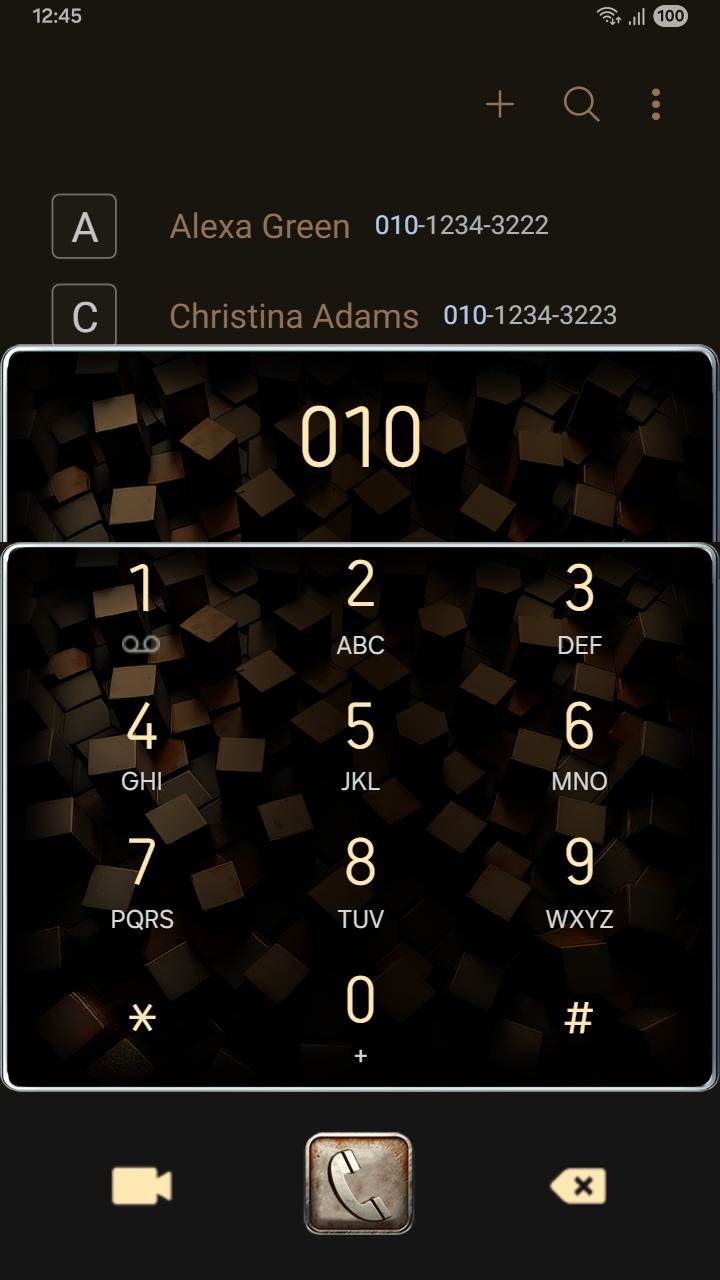 12:45 100
A Alexa Green 010-1234-3222
C Christina Adams 010-1234-3223
010
1 2 3
ABC DEF
4 5 6
GHI JKL MNO
7 8 9
PQRS TUV WXYZ
* 0 #
+